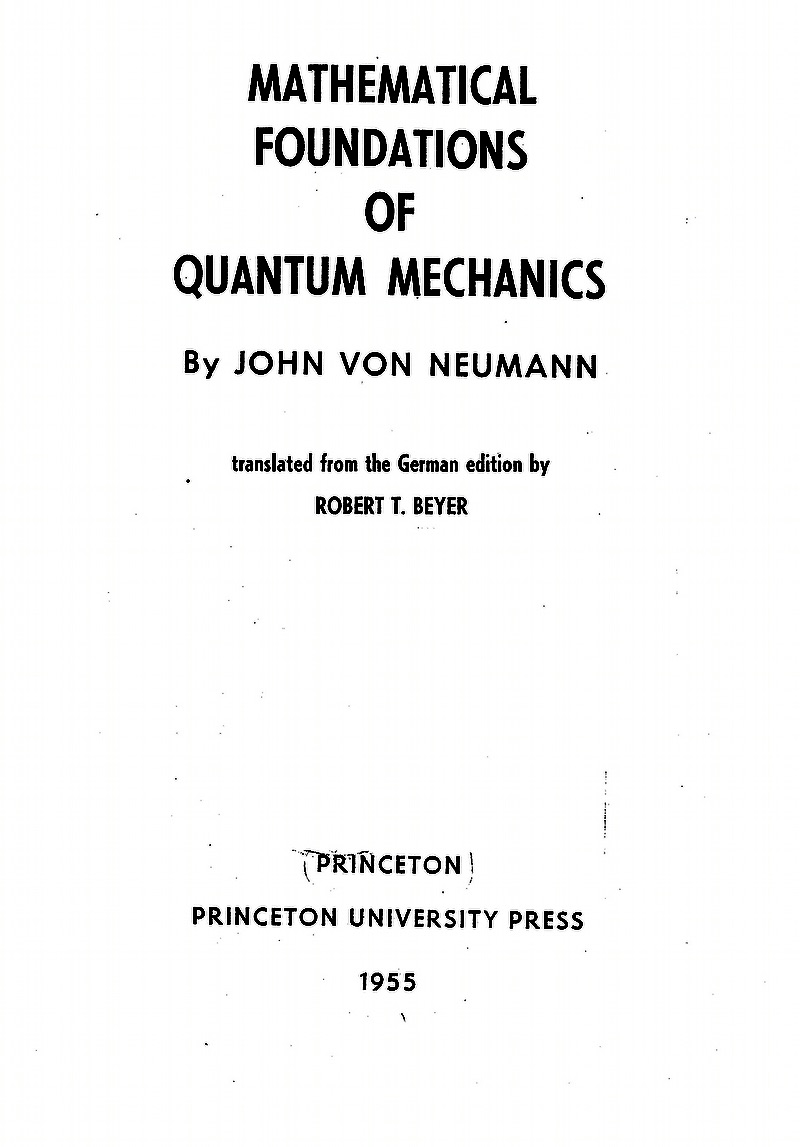 MATHEMATICAL
FOUNDATIONS
OF
QUANTUM MECHANICS
By JOHN VON NEUMANN
translated from the German edition by
ROBERT T. BEYER
(PRINCETON)
PRINCETON UNIVERSITY PRESS
1955